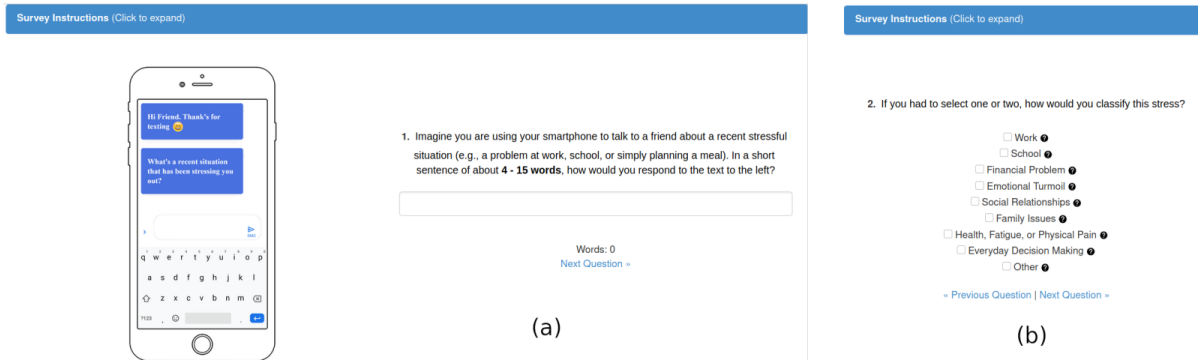 Survey Instructions (Click to expand)
Hi Friend. Thank's for
texting
What's a recent situation
that has been stressing you
out?
SMS
q w e r t y u i o p
a s d f g h j k l
z x c v b n m
?123 , .
1. Imagine you are using your smartphone to talk to a friend about a recent stressful
situation (e.g., a problem at work, school, or simply planning a meal). In a short
sentence of about 4 - 15 words, how would you respond to the text to the left?
Words: 0
Next Question »
(a)
Survey Instructions (Click to expand)
2. If you had to select one or two, how would you classify this stress?
Work ?
School ?
Financial Problem ?
Emotional Turmoil ?
Social Relationships ?
Family Issues ?
Health, Fatigue, or Physical Pain ?
Everyday Decision Making ?
Other ?
« Previous Question | Next Question »
(b)